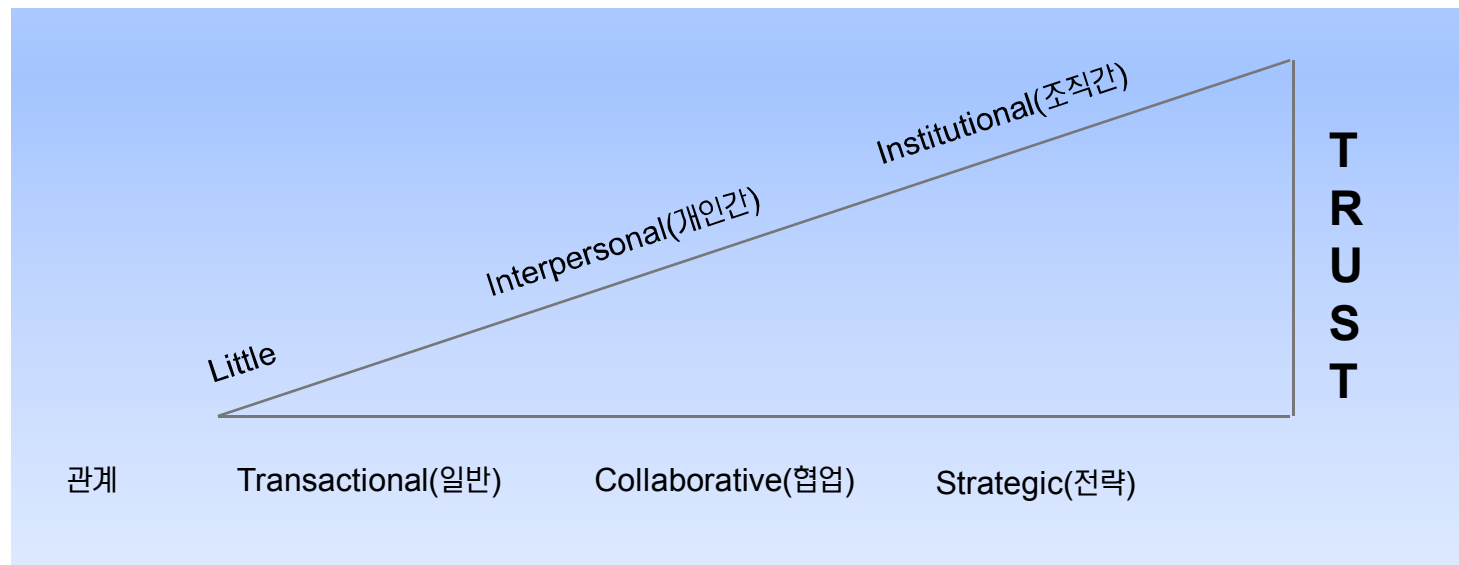 Institutional(조직간)
Interpersonal(개인간)
Little
TRUST
관계 Transactional(일반) Collaborative(협업) Strategic(전략)